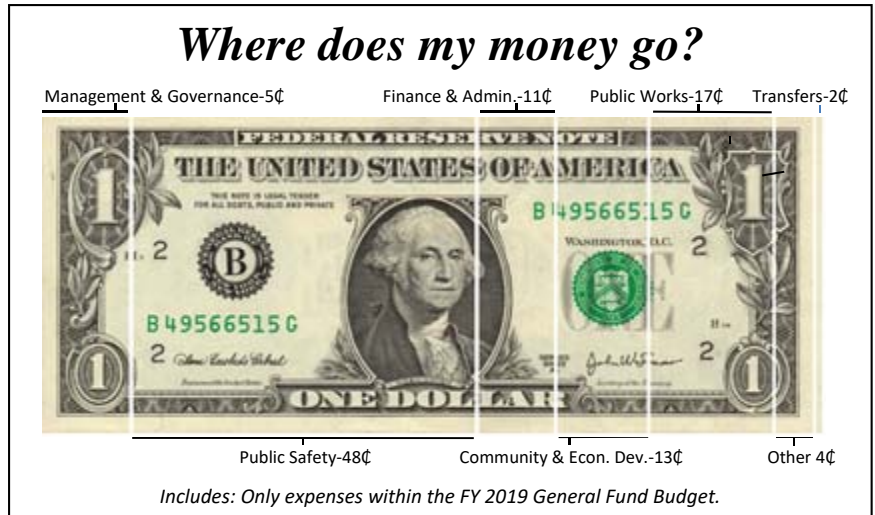 Where does my money go?
Management & Governance-5₵
Finance & Admin.-11₵
Public Works-17₵
Transfers-2₵
FEDERAL RESERVE NOTE
THE UNITED STATES OF AMERICA
THIS NOTE IS LEGAL TENDER
FOR ALL DEBTS, PUBLIC AND PRIVATE
B 49566515 G
WASHINGTON, D.C.
1
1
2
2
B
ONE
B 49566515 G
2
2
1
1
ONE DOLLAR
Public Safety-48₵
Community & Econ. Dev.-13₵
Other 4₵
Includes: Only expenses within the FY 2019 General Fund Budget.